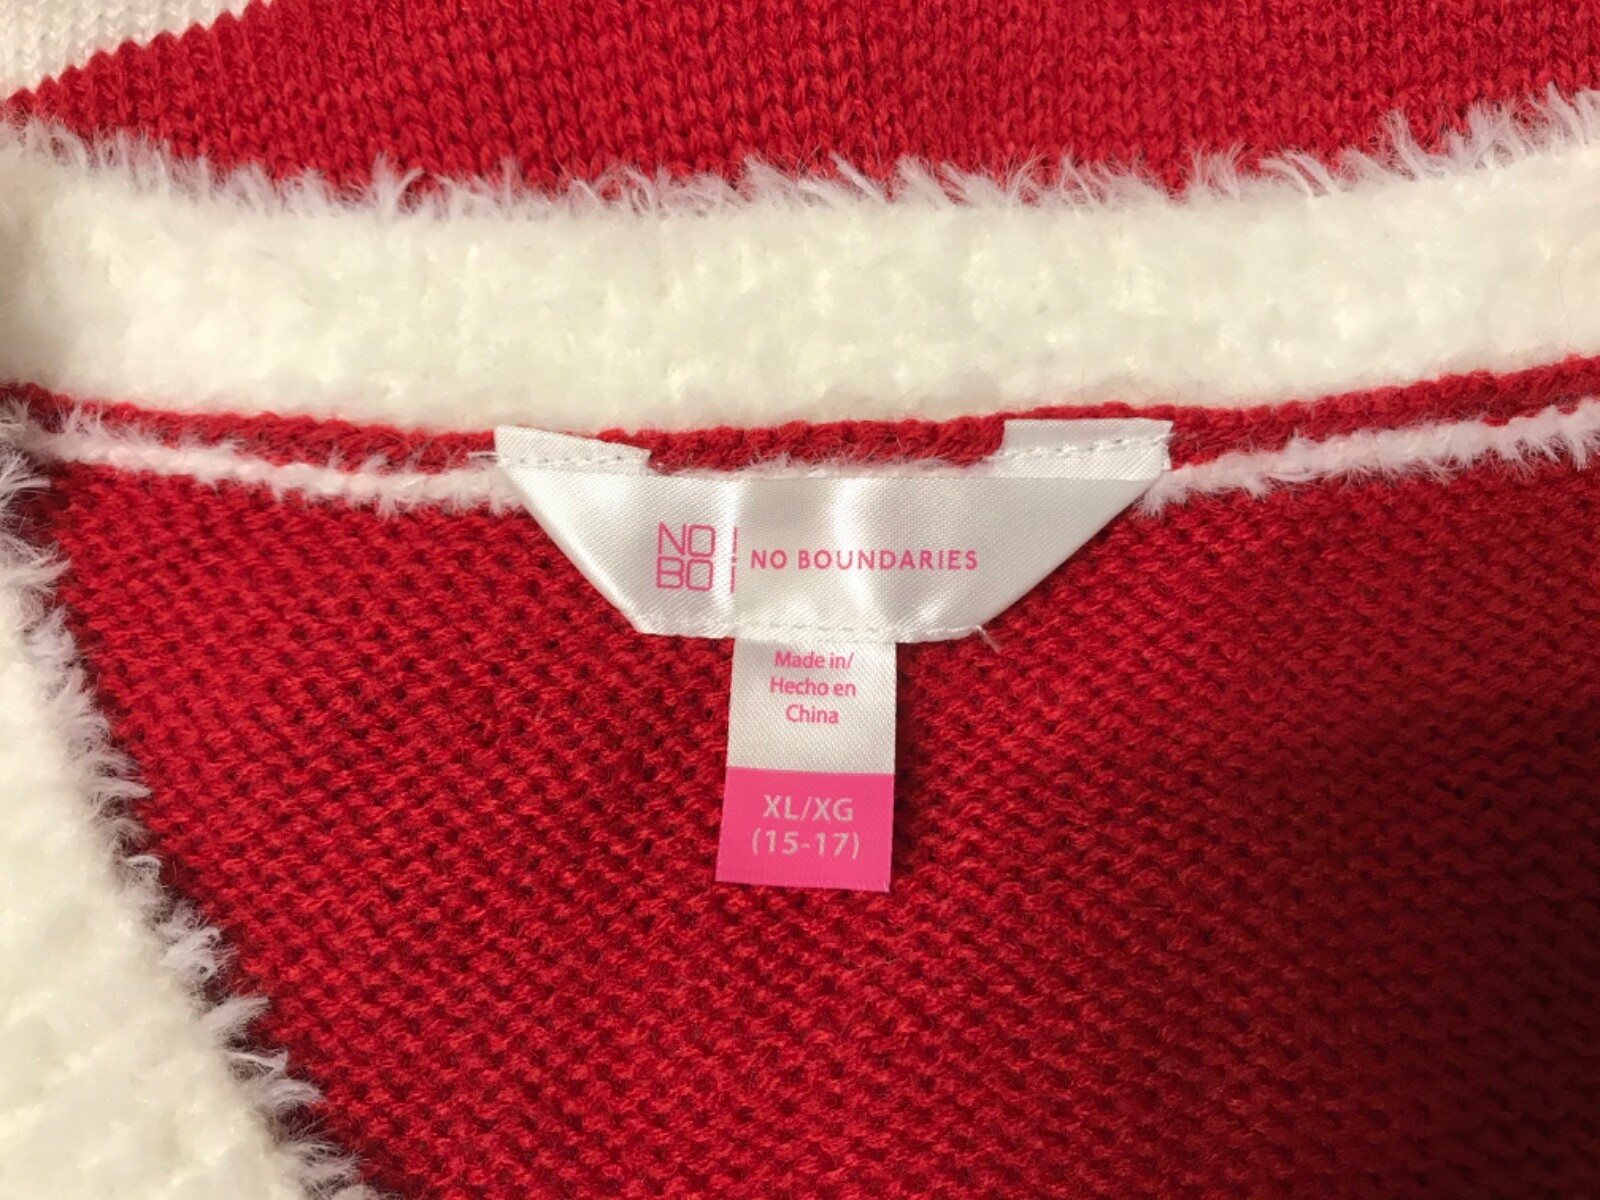 NO
BO
NO BOUNDARIES
Made in/
Hecho en
China
XL/XG
(15-17)